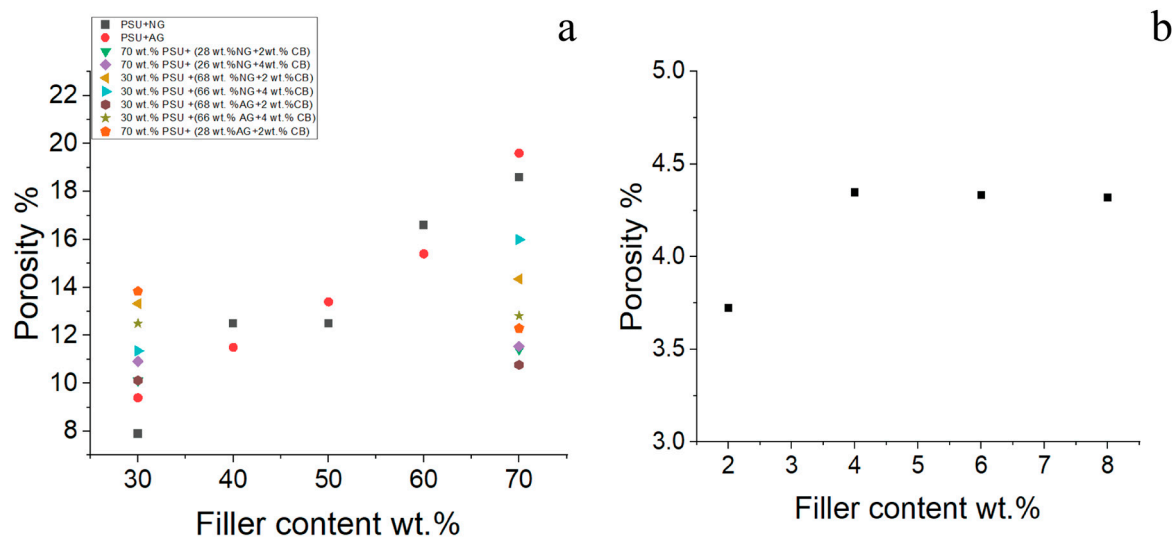 a
b
PSU+NG
PSU+AG
70 wt.% PSU+ (28 wt.%NG+2wt.% CB)
70 wt.% PSU+ (26 wt.%NG+4wt.% CB)
30 wt.% PSU +(68 wt. %NG+2 wt.%CB)
30 wt.% PSU +(66 wt.%NG+4 wt.%CB)
30 wt.% PSU +(68 wt.%AG+2 wt.%CB)
30 wt.% PSU +(66 wt.% AG+4 wt.% CB)
70 wt.% PSU+ (28 wt.%AG+2wt.% CB)
Porosity %
22
20
18
16
14
12
10
8
30 40 50 60 70
Filler content wt.%
Porosity %
5.0
4.5
4.0
3.5
3.0
2 3 4 5 6 7 8
Filler content wt.%